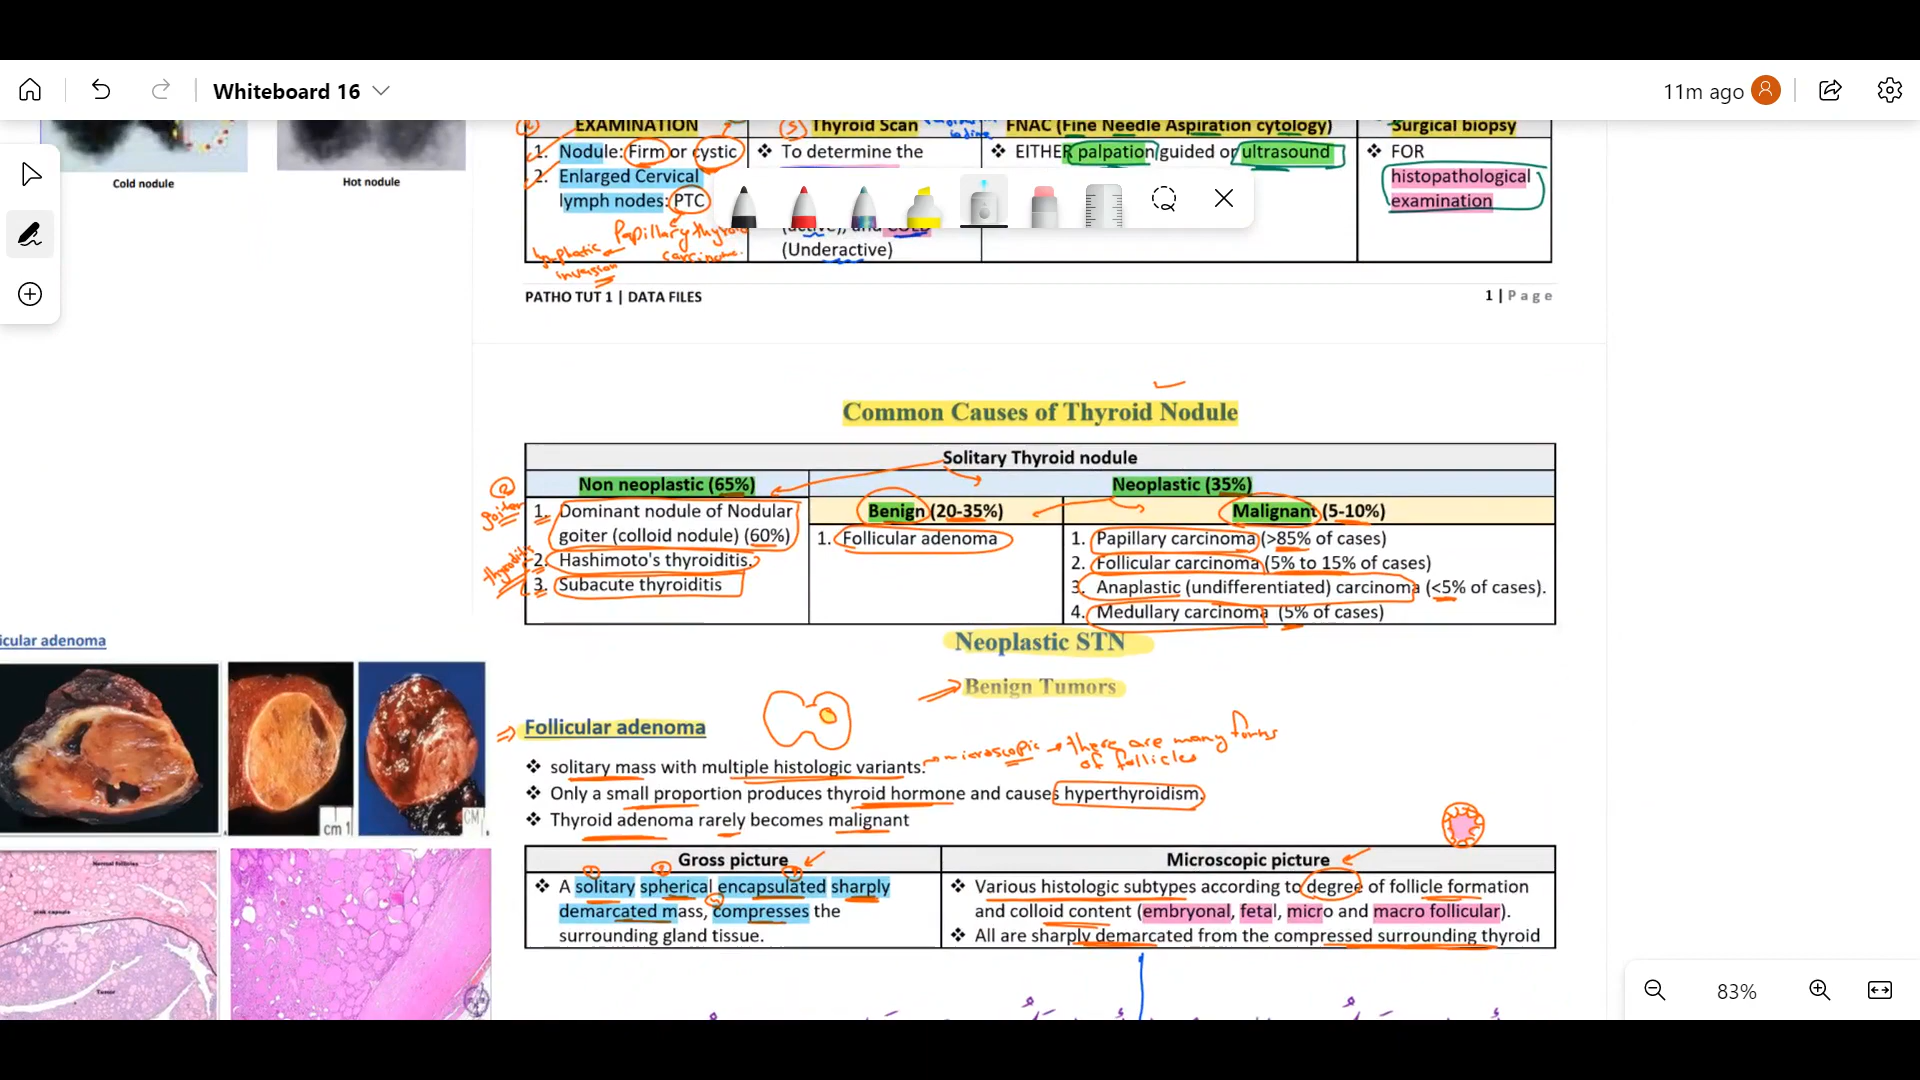 Whiteboard 16
11m ago
EXAMINATION
Thyroid Scan
FNAC (Fine Needle Aspiration cytology)
Surgical biopsy
1. Nodule: Firm or cystic
2. Enlarged Cervical
lymph nodes: PTC
Papillary thyroid
carcinoma.
invasion
❖ To determine the
(Underactive)
❖ EITHER palpation guided or ultrasound
❖ FOR
histopathological
examination
Cold nodule
Hot nodule
PATHO TUT 1 | DATA FILES
1 | Page
Common Causes of Thyroid Nodule
Solitary Thyroid nodule
Non neoplastic (65%)
Neoplastic (35%)
goiter
1. Dominant nodule of Nodular
goiter (colloid nodule) (60%)
thyroiditis
2. Hashimoto's thyroiditis.
3. Subacute thyroiditis
Benign (20-35%)
1. Follicular adenoma
Malignant (5-10%)
1. Papillary carcinoma (>85% of cases)
2. Follicular carcinoma (5% to 15% of cases)
3. Anaplastic (undifferentiated) carcinoma (<5% of cases).
4. Medullary carcinoma (5% of cases)
Neoplastic STN
Benign Tumors
icular adenoma
cm 1
CM
Normal follicles
pink capsule
Tumor
Follicular adenoma
❖ solitary mass with multiple histologic variants.
microscopic → there are many forms
of follicles
❖ Only a small proportion produces thyroid hormone and causes hyperthyroidism.
❖ Thyroid adenoma rarely becomes malignant
Gross picture
❖ A solitary spherical encapsulated sharply
demarcated mass, compresses the
surrounding gland tissue.
Microscopic picture
❖ Various histologic subtypes according to degree of follicle formation
and colloid content (embryonal, fetal, micro and macro follicular).
❖ All are sharply demarcated from the compressed surrounding thyroid
83%